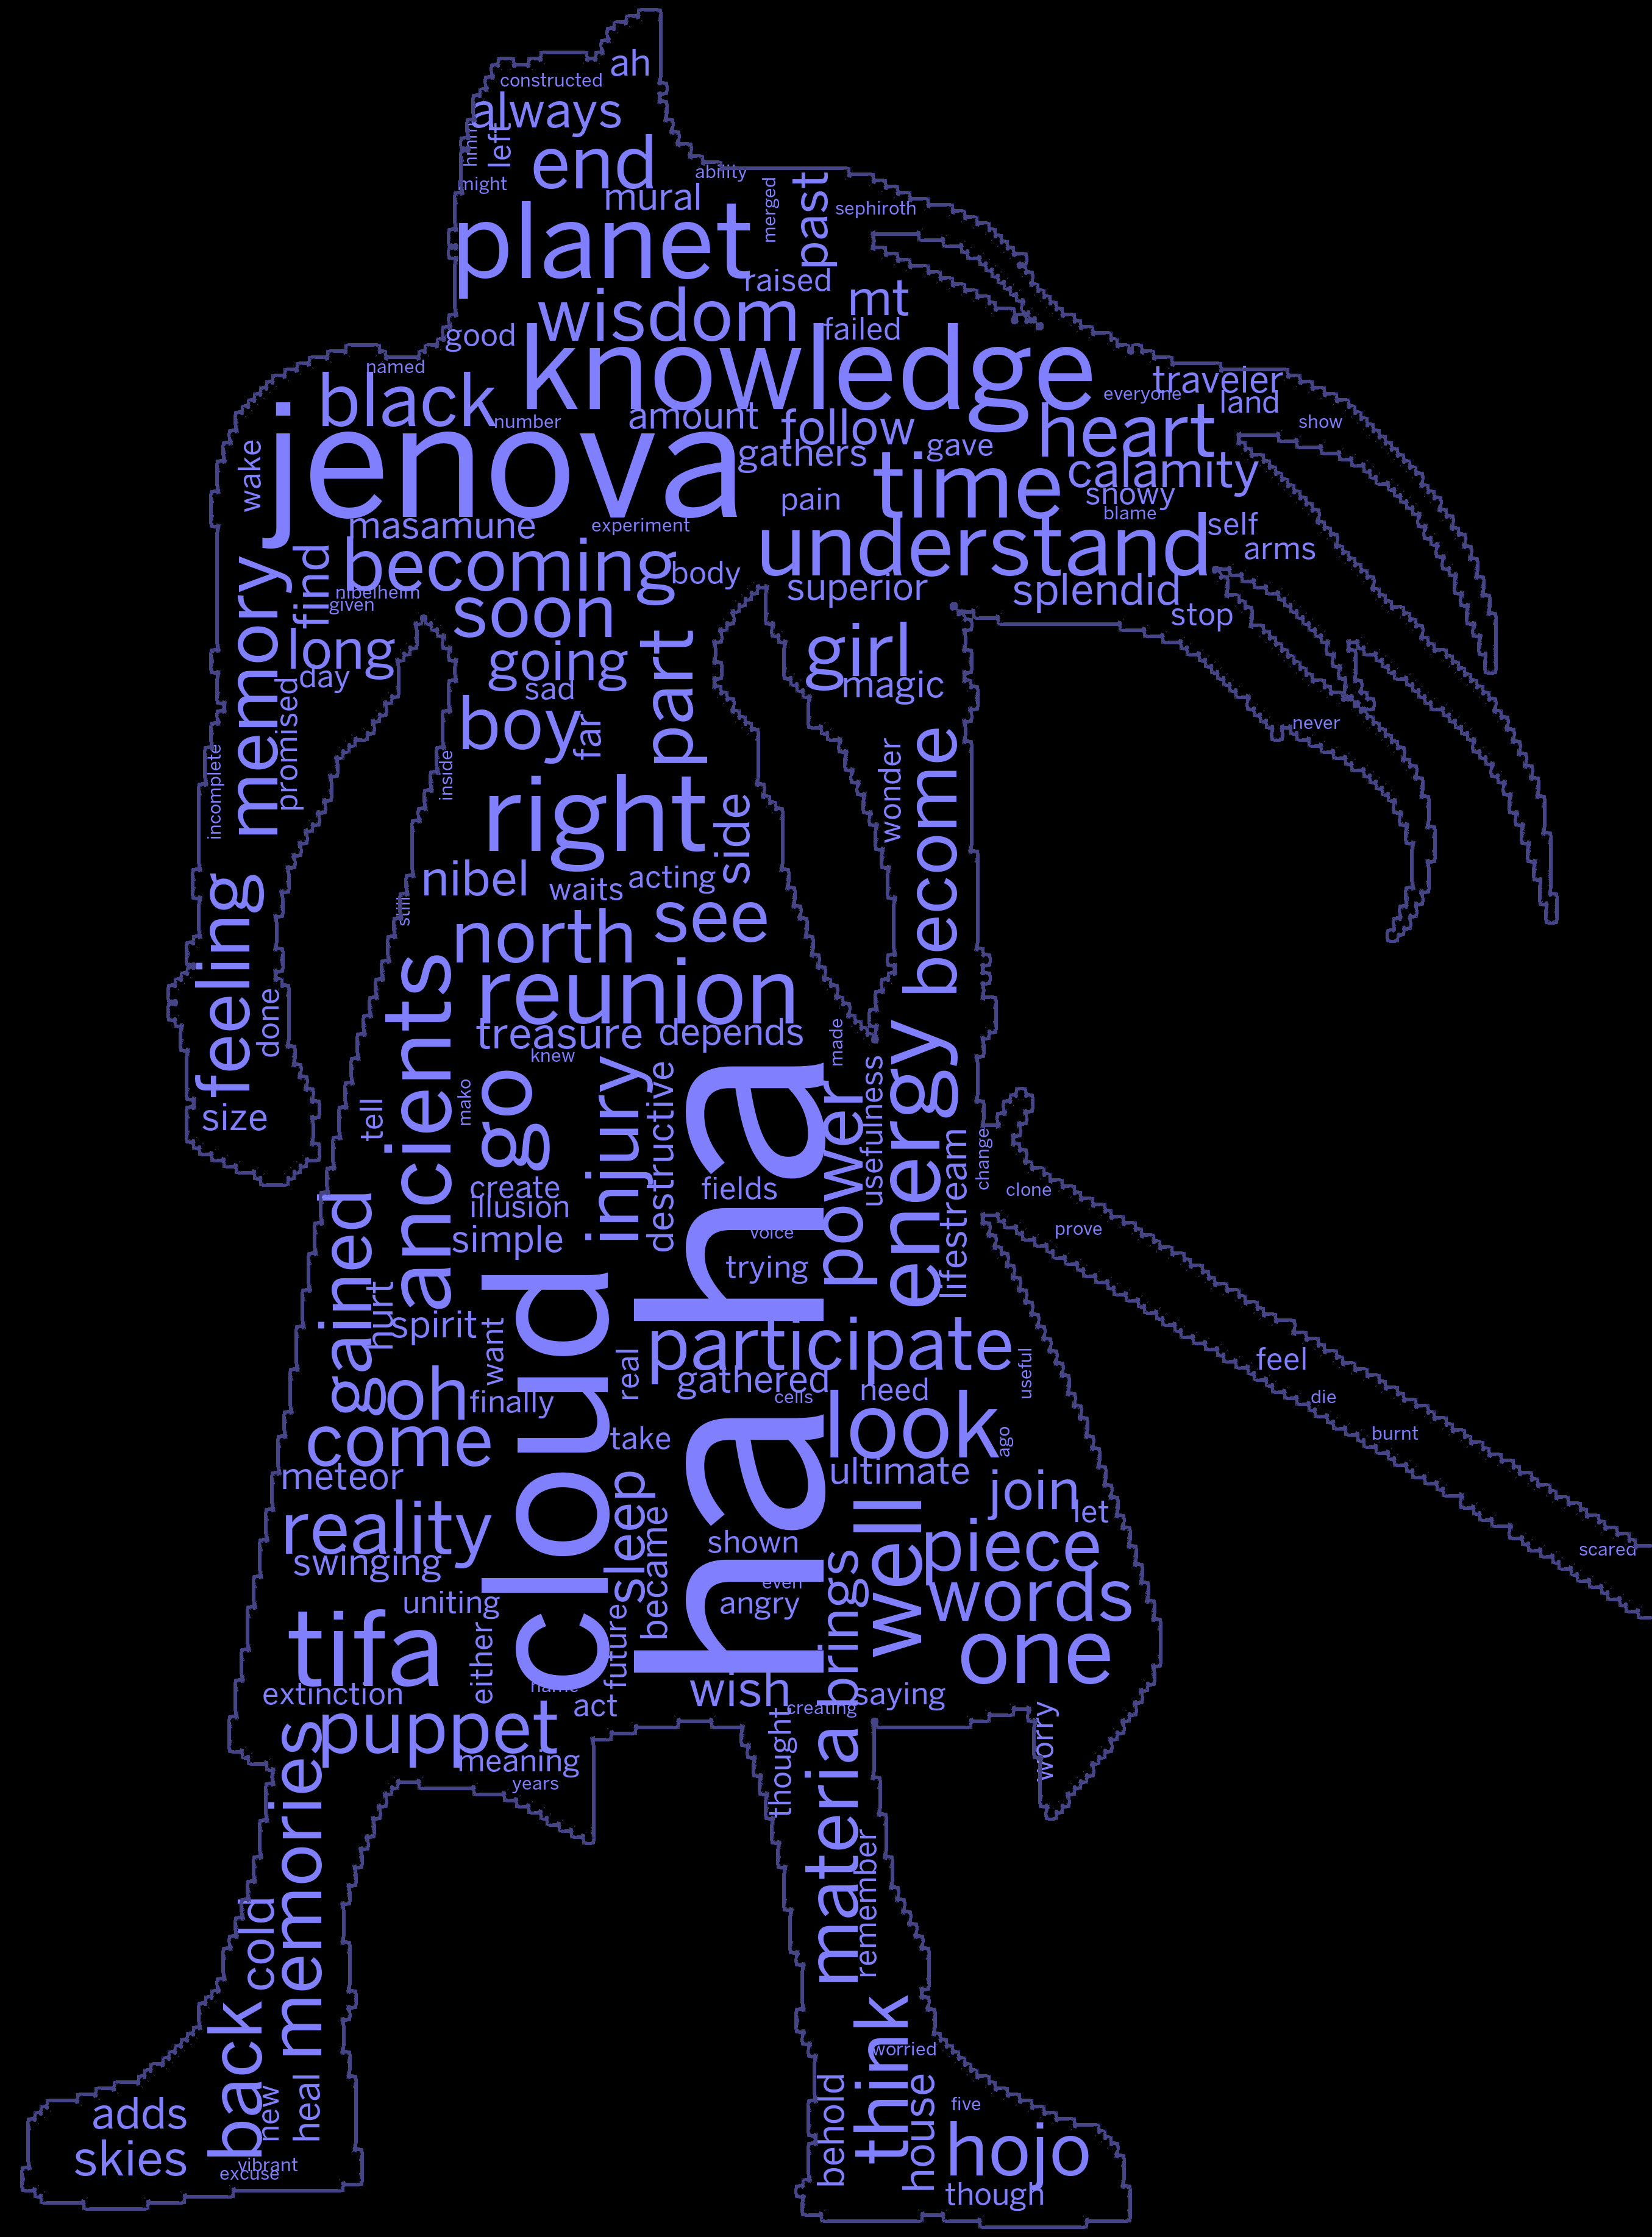 ah
constructed
always
hmm
left
end
might
ability
mural
merged
past
sephiroth
planet
raised
mt
wisdom
failed
good
knowledge
named
traveler
everyone
land
black
number
amount
follow
heart
show
jenova
gathers
gave
time
calamity
wake
pain
snowy
blame
self
masamune
experiment
understand
arms
memory
find
becoming
body
superior
splendid
nibelheim
given
soon
stop
long
going
part
girl
day
sad
magic
promised
boy
far
never
incomplete
inside
wonder
become
right
side
feeling
nibel
waits
acting
still
north
see
ancients
reunion
done
treasure
depends
made
knew
size
tell
mako
go
injury
destructive
ha
power
usefulness
energy
lifestream
change
create
fields
clone
illusion
gained
simple
voice
prove
trying
hurt
spirit
want
cloud
real
participate
useful
feel
oh
finally
gathered
cells
need
die
come
take
ha
look
ago
burnt
meteor
ultimate
join
let
reality
sleep
became
shown
well
piece
scared
swinging
even
words
uniting
angry
brings
tifa
either
future
one
extinction
name
act
wish
creating
saying
puppet
worry
meaning
thought
years
memories
materia
remember
cold
back
think
worried
adds
new
heal
behold
house
five
skies
vibrant
excuse
hojo
though